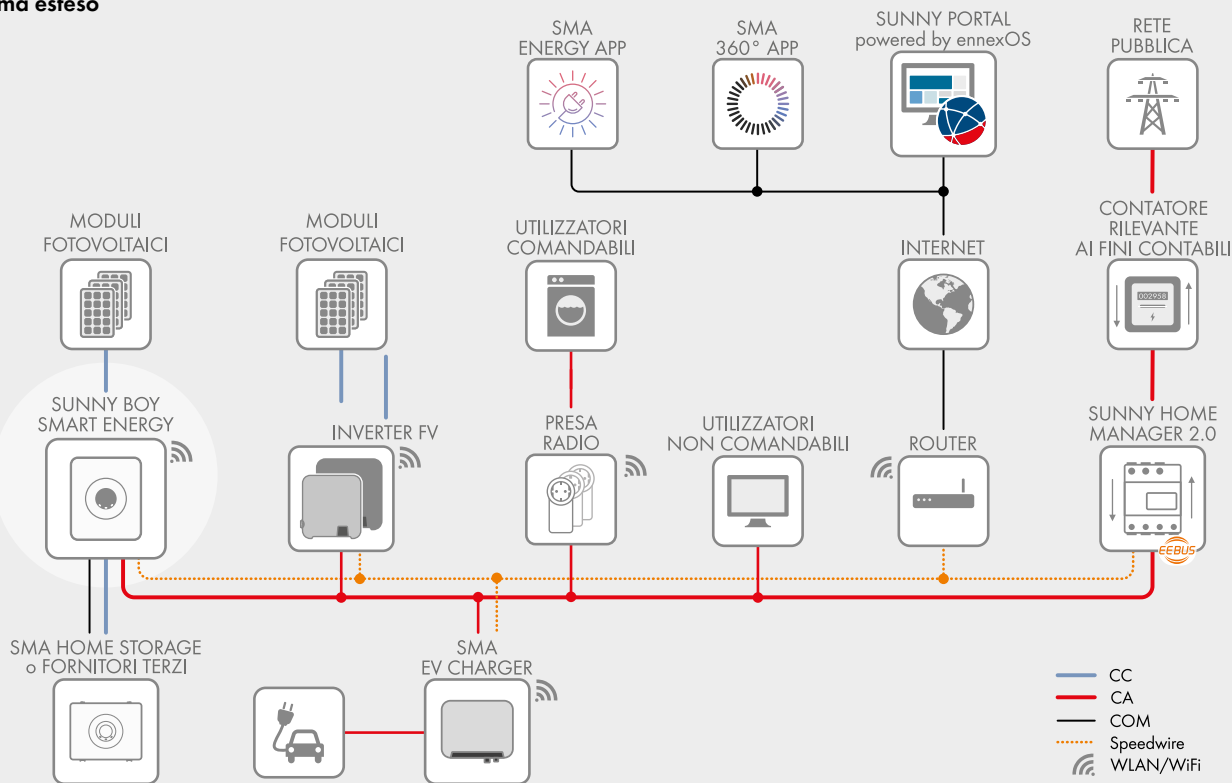 ma esteso
SMA
ENERGY APP
SMA
360° APP
SUNNY PORTAL
powered by ennexOS
RETE
PUBBLICA
MODULI
FOTOVOLTAICI
MODULI
FOTOVOLTAICI
UTILIZZATORI
COMANDABILI
INTERNET
CONTATORE
RILEVANTE
AI FINI CONTABILI
002958
SUNNY BOY
SMART ENERGY
INVERTER FV
PRESA
RADIO
UTILIZZATORI
NON COMANDABILI
ROUTER
SUNNY HOME
MANAGER 2.0
EEBUS
SMA HOME STORAGE
o FORNITORI TERZI
SMA
EV CHARGER
CC
CA
COM
Speedwire
WLAN/WiFi